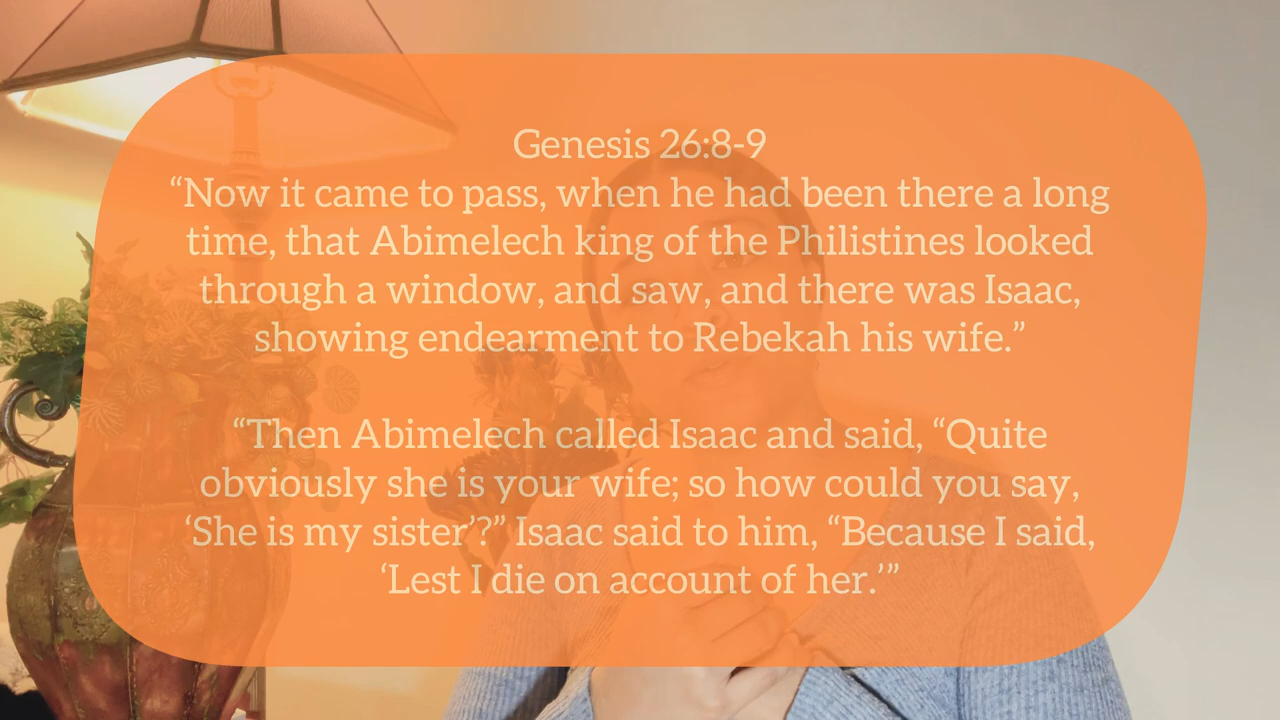 Genesis 26:8-9
“Now it came to pass, when he had been there a long
time, that Abimelech king of the Philistines looked
through a window, and saw, and there was Isaac,
showing endearment to Rebekah his wife.”
“Then Abimelech called Isaac and said, “Quite
obviously she is your wife; so how could you say,
‘She is my sister’?” Isaac said to him, “Because I said,
‘Lest I die on account of her.’”